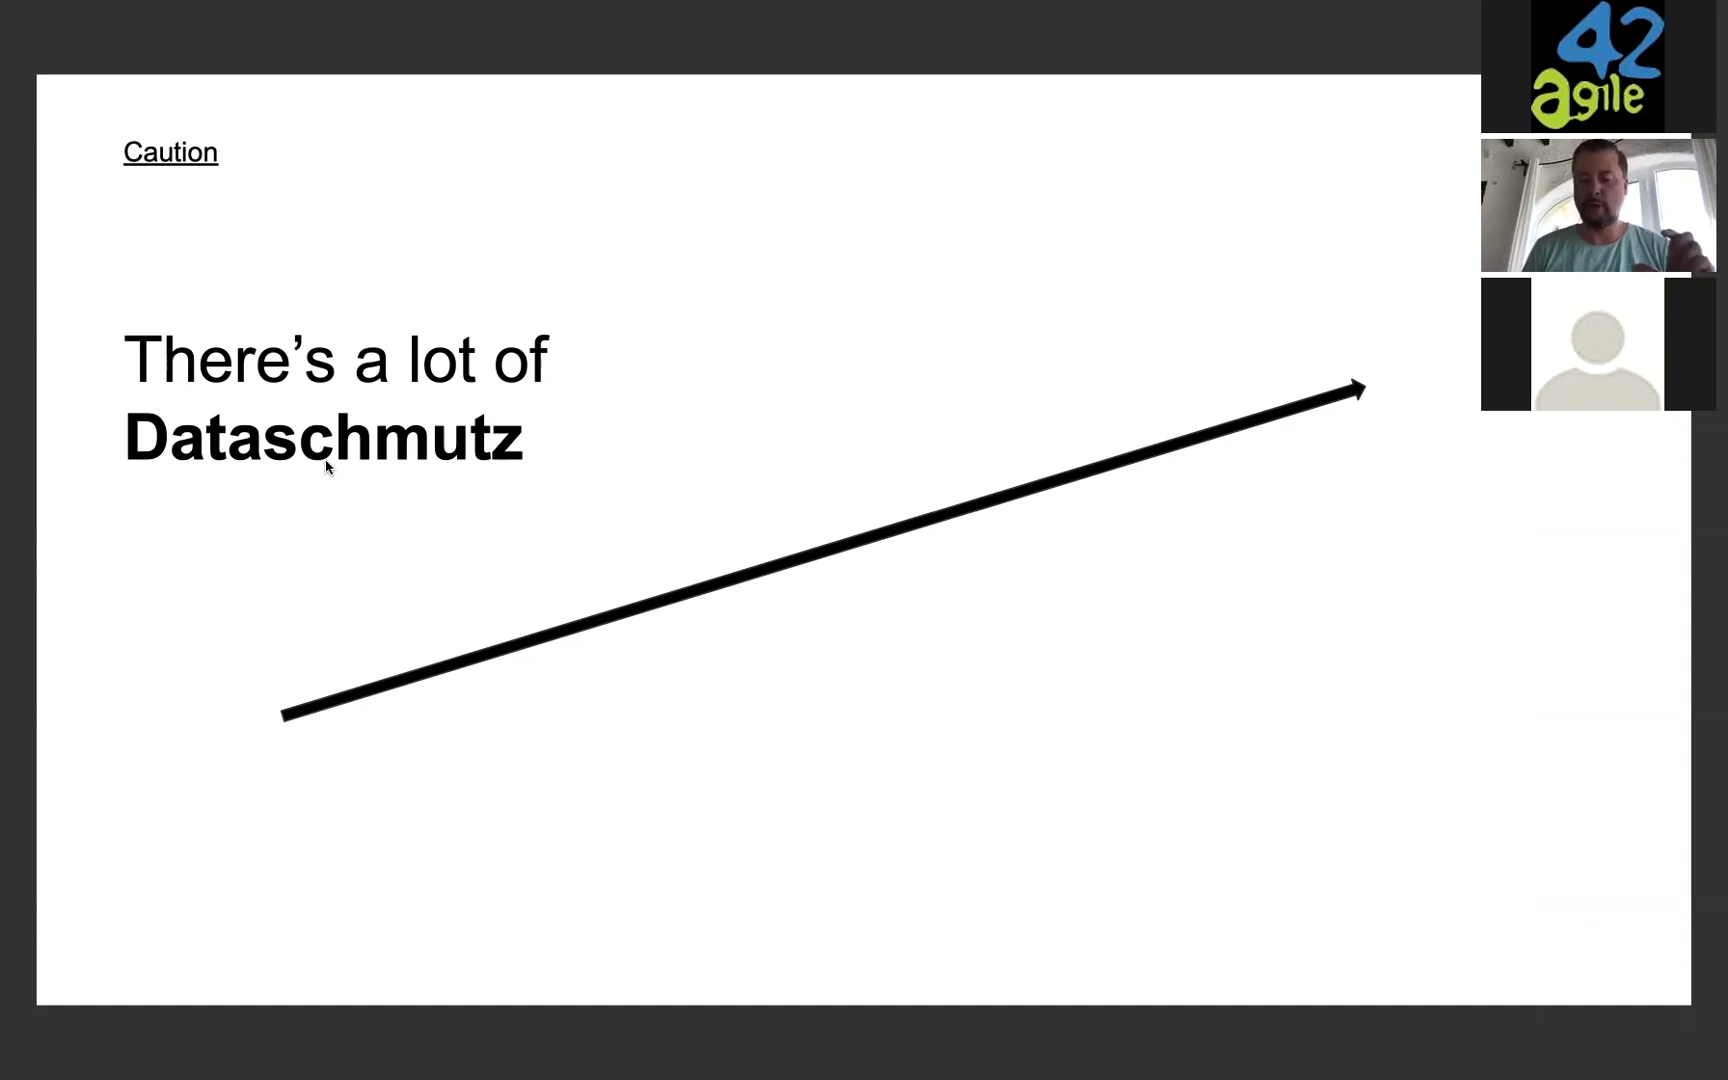 Caution
There’s a lot of
Dataschmutz
42
agile